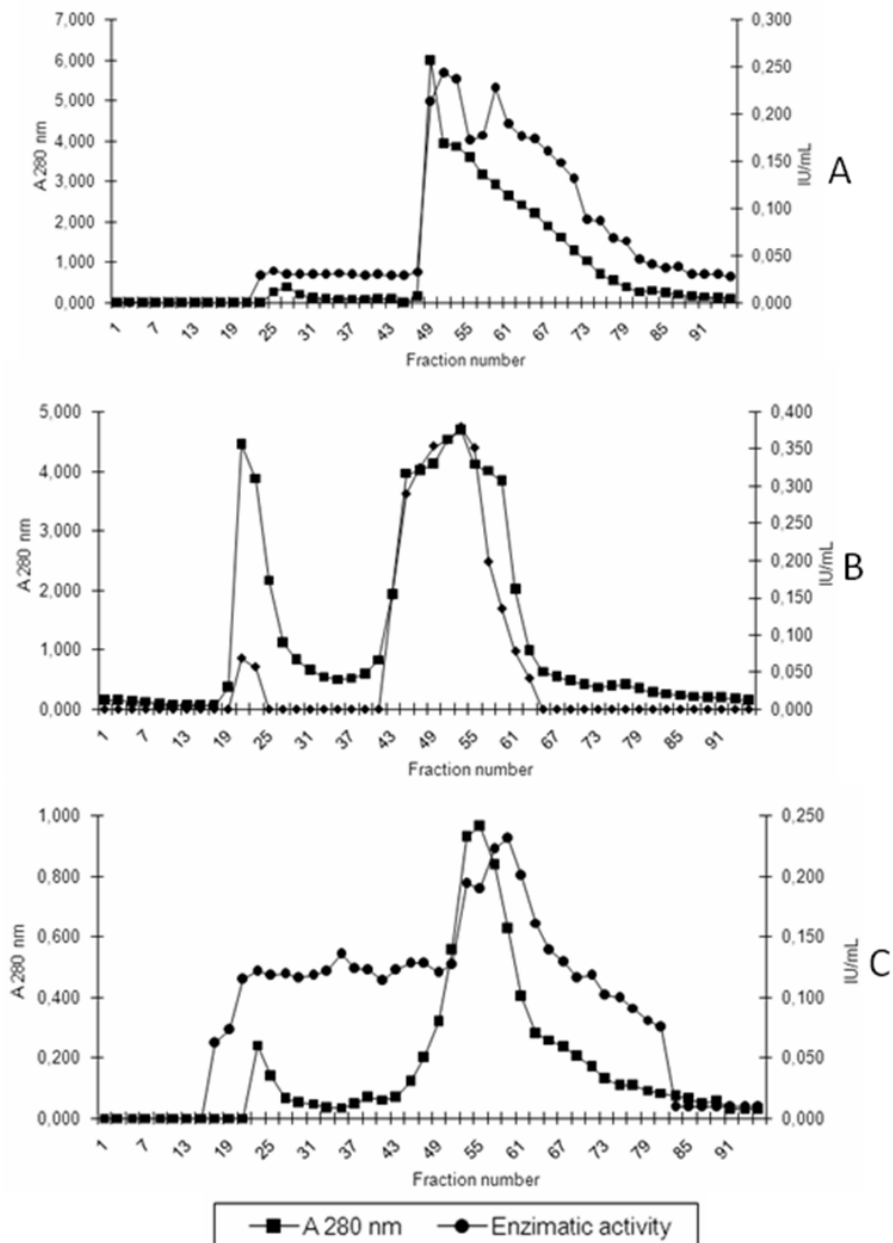 7,000 0,300
6,000 0,250
5,000 0,200
4,000
3,000 0,150
2,000 0,100
1,000 0,050
0,000 0,000
A 280 nm
IU/mL
A
1 7 13 19 25 31 37 43 49 55 61 67 73 79 85 91
Fraction number
5,000 0,400
4,000 0,350
0,300
3,000 0,250
0,200
2,000 0,150
1,000 0,100
0,050
0,000 0,000
A 280 nm
IU/mL
B
1 7 13 19 25 31 37 43 49 55 61 67 73 79 85 91
Fraction number
1,000 0,250
0,800 0,200
0,600 0,150
0,400 0,100
0,200 0,050
0,000 0,000
A 280 nm
IU/mL
C
1 7 13 19 25 31 37 43 49 55 61 67 73 79 85 91
Fraction number
A 280 nm Enzimatic activity